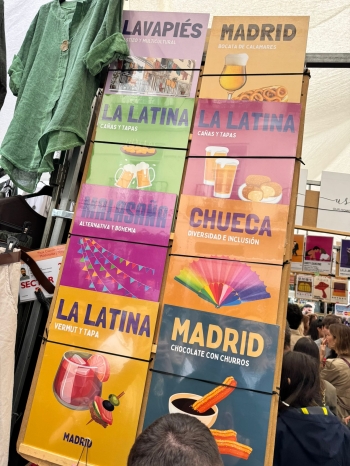 LAVAPIÉS
MADRID
BOCATA DE CALAMARES
LA LATINA
CAÑAS Y TAPAS
LA LATINA
CAÑAS Y TAPAS
MALASAÑA
ALTERNATIVA Y BOHEMIA
CHUECA
DIVERSIDAD E INCLUSIÓN
LA LATINA
VERMUT Y TAPA
MADRID
MADRID
CHOCOLATE CON CHURROS